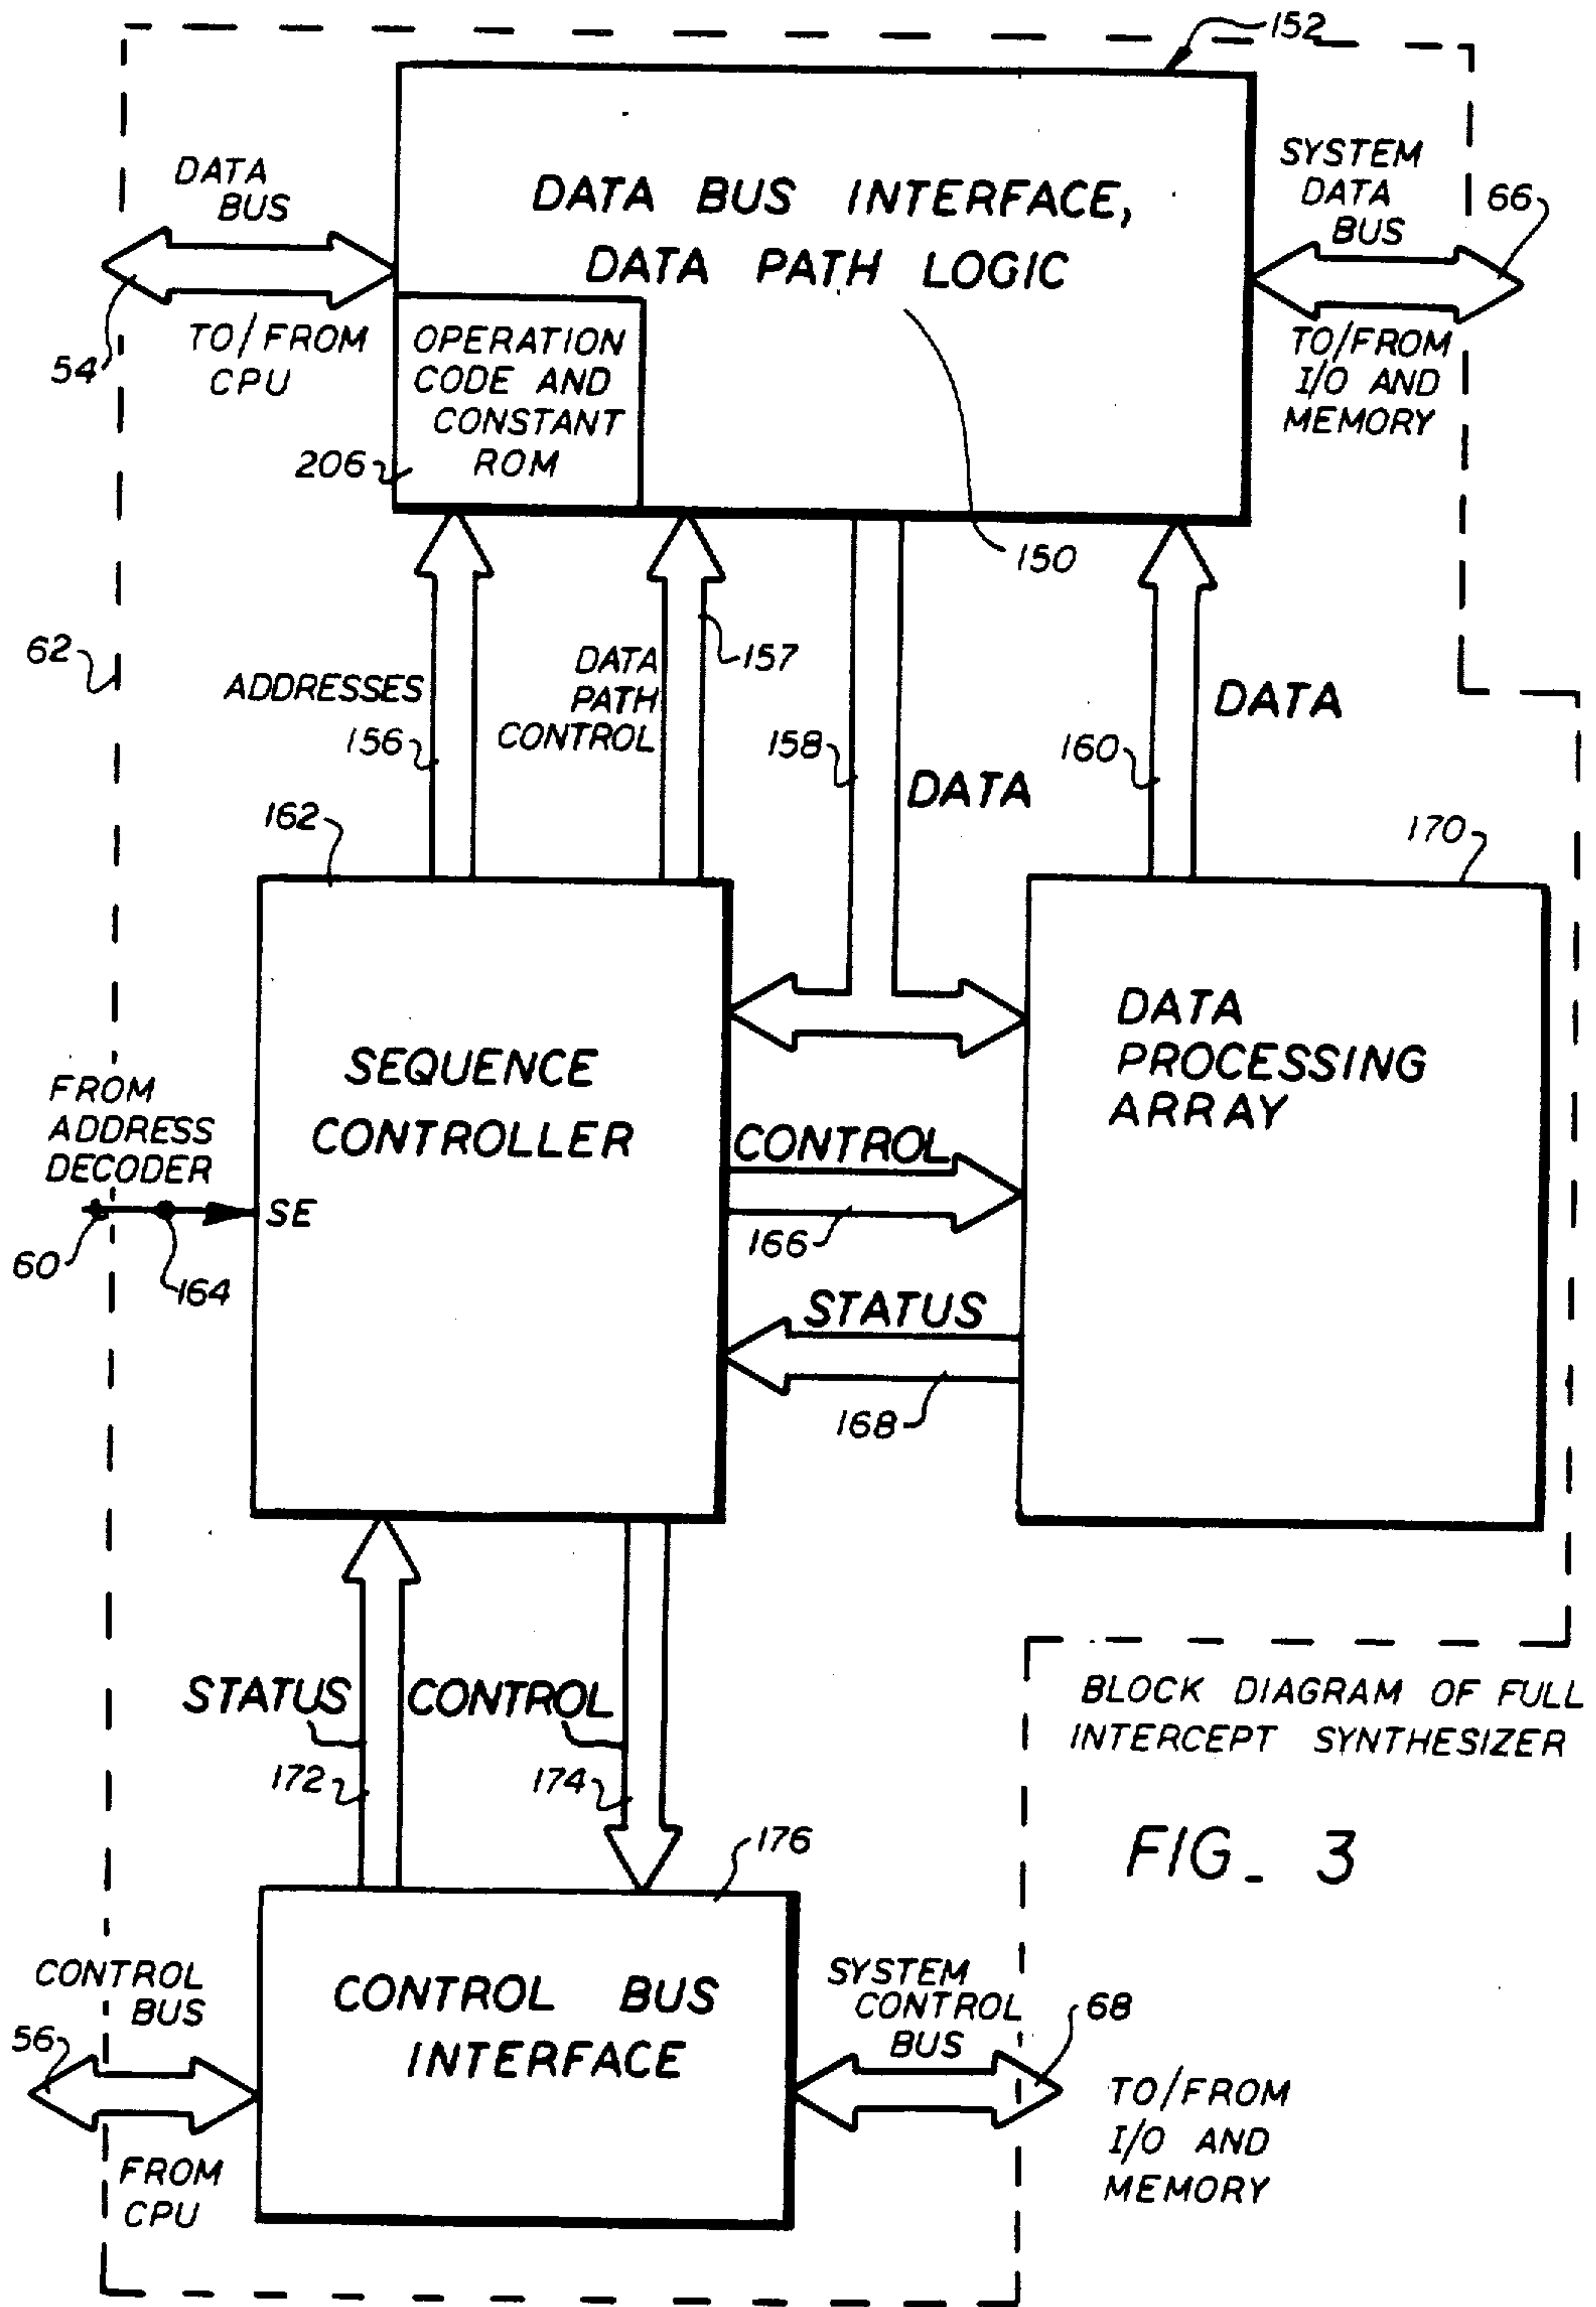 152
DATA
BUS
SYSTEM
DATA
BUS
66
DATA BUS INTERFACE,
DATA PATH LOGIC
54
TO/FROM
CPU
OPERATION
CODE AND
CONSTANT
ROM
206
TO/FROM
I/O AND
MEMORY
150
62
ADDRESSES
156
DATA
PATH
CONTROL
157
158
DATA
160
DATA
162
170
SEQUENCE
CONTROLLER
DATA
PROCESSING
ARRAY
FROM
ADDRESS
DECODER
SE
60
164
CONTROL
166
STATUS
168
STATUS
172
CONTROL
174
BLOCK DIAGRAM OF FULL
INTERCEPT SYNTHESIZER
FIG_ 3
176
CONTROL
BUS
56
FROM
CPU
CONTROL BUS
INTERFACE
SYSTEM
CONTROL
BUS
68
TO/FROM
I/O AND
MEMORY